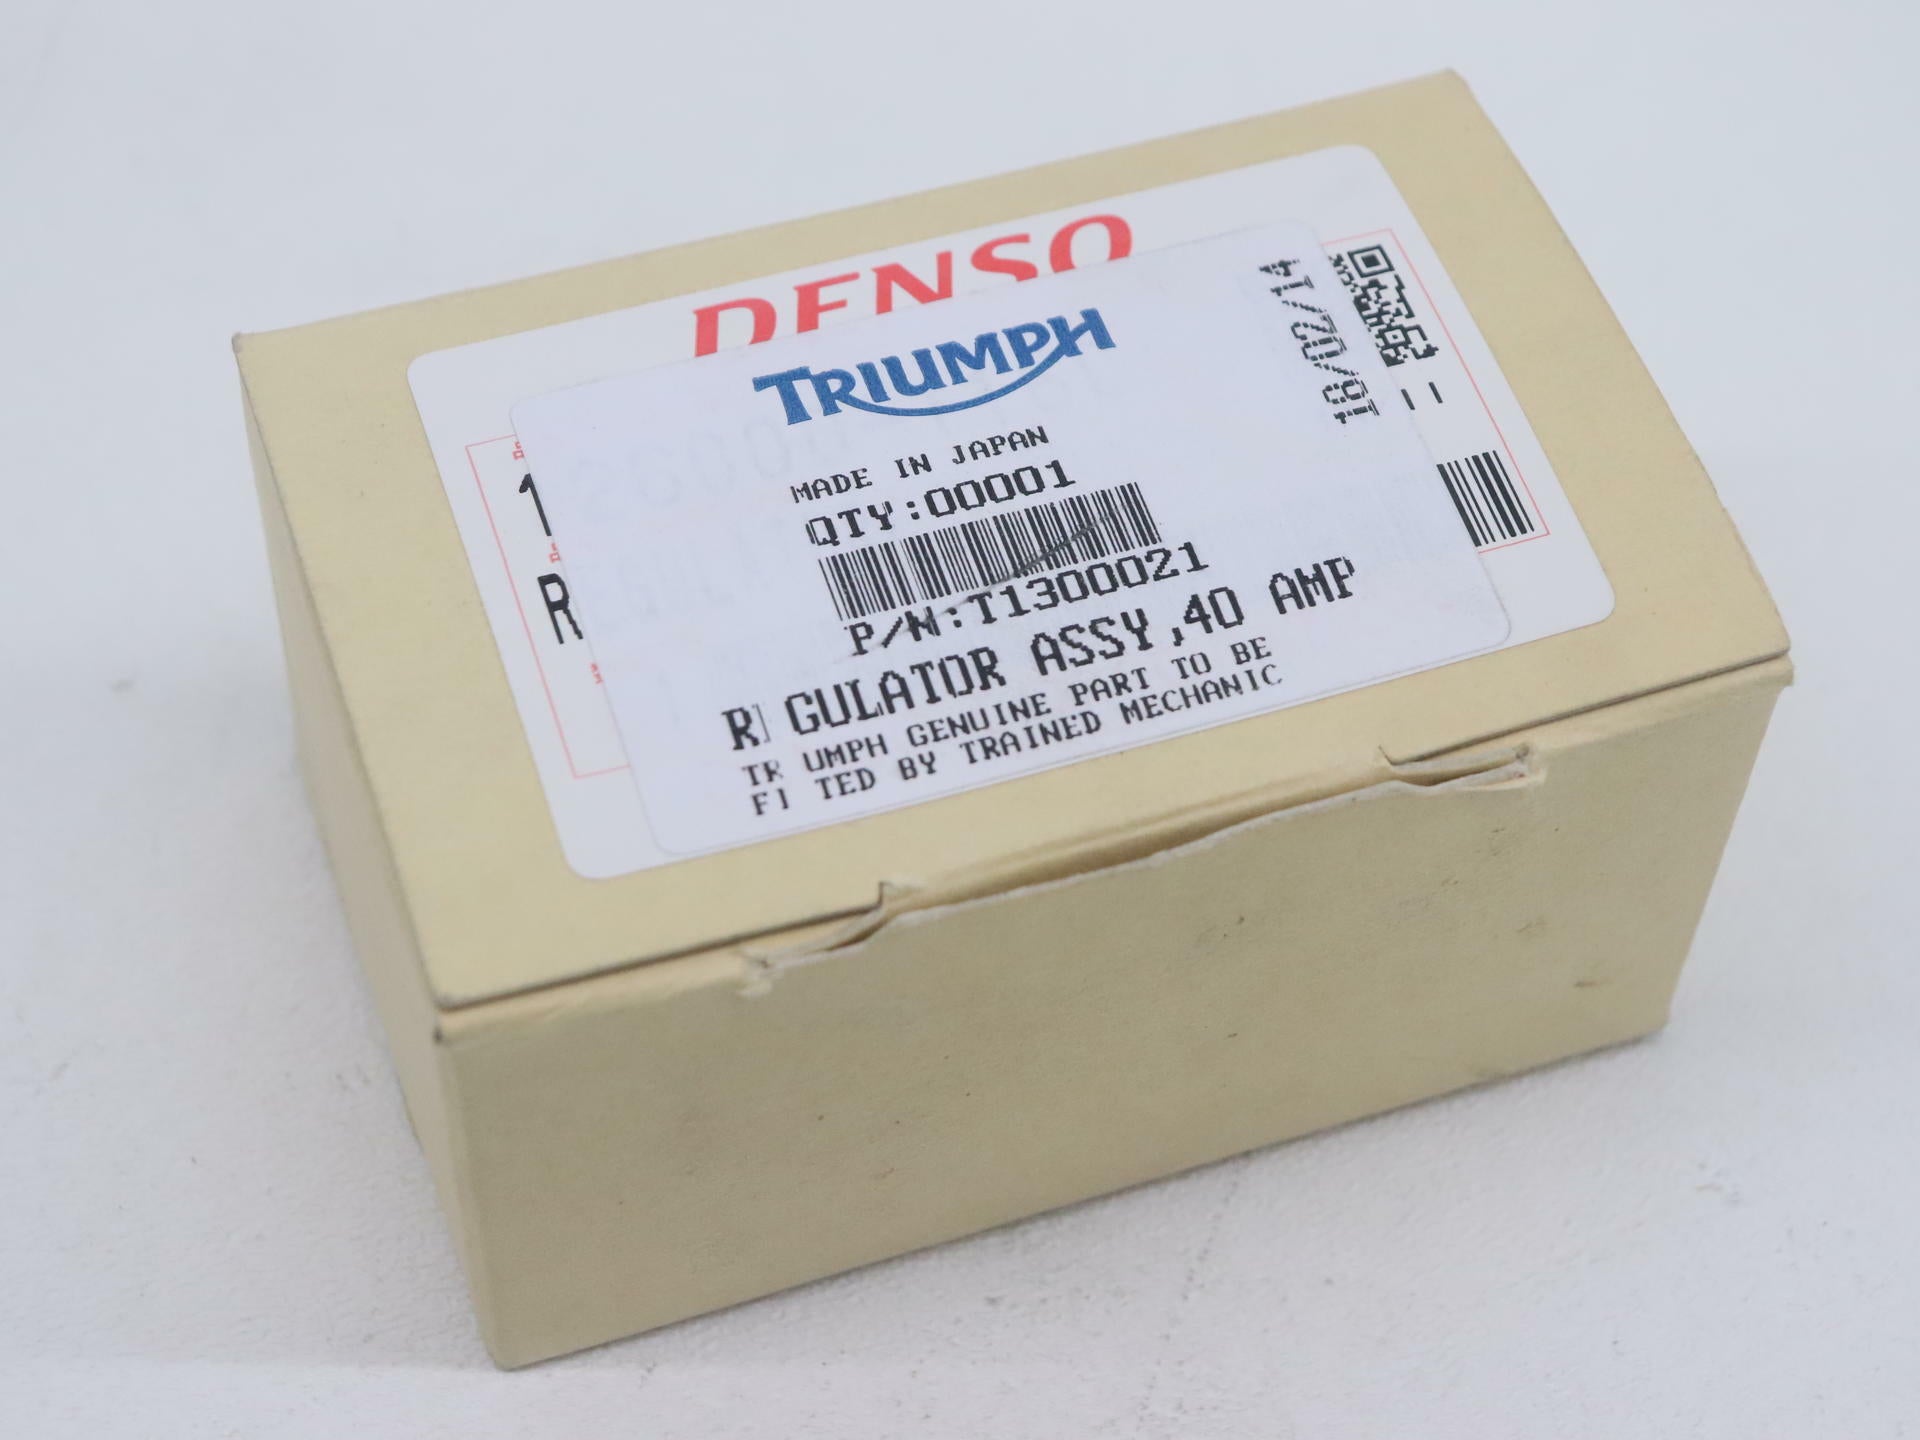 DENSO
TRIUMPH
18/02/14
MADE IN JAPAN
QTY:00001
P/N:T1300021
R GULATOR ASSY,40 AMP
TR UMPH GENUINE PART TO BE
FI TED BY TRAINED MECHANIC
1
R